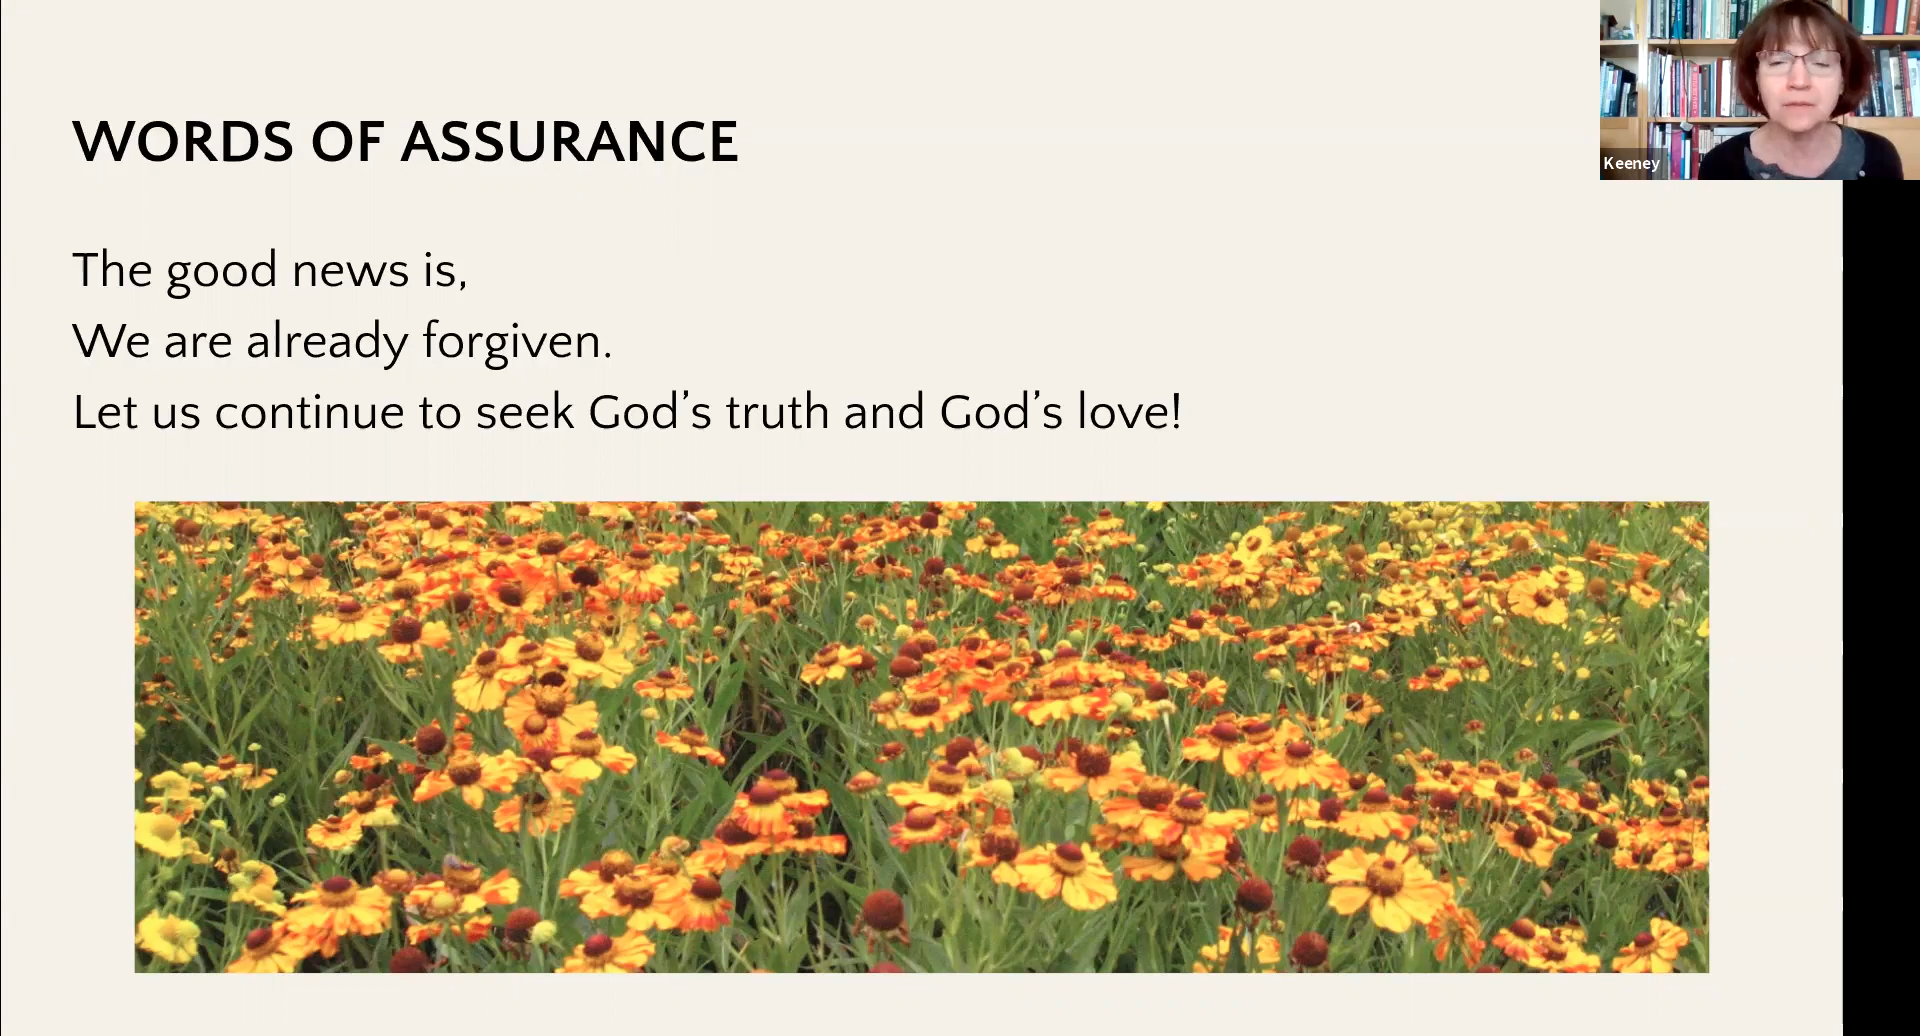 WORDS OF ASSURANCE
The good news is,
We are already forgiven.
Let us continue to seek God’s truth and God’s love!
Keeney